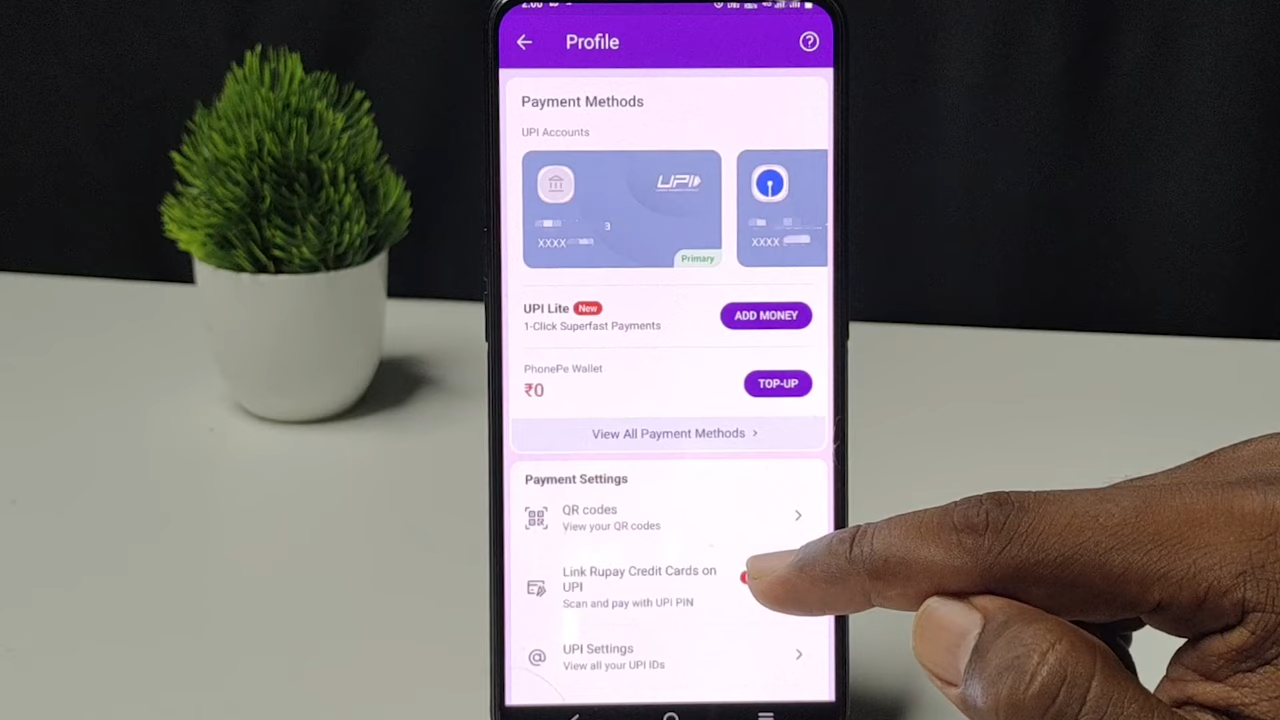 2:00
Profile
Payment Methods
UPI Accounts
UPI
XXXX
Primary
XXXX
UPI Lite New
1-Click Superfast Payments
ADD MONEY
PhonePe Wallet
₹0
TOP-UP
View All Payment Methods >
Payment Settings
QR codes
View your QR codes
Link Rupay Credit Cards on
UPI
Scan and pay with UPI PIN
UPI Settings
View all your UPI IDs